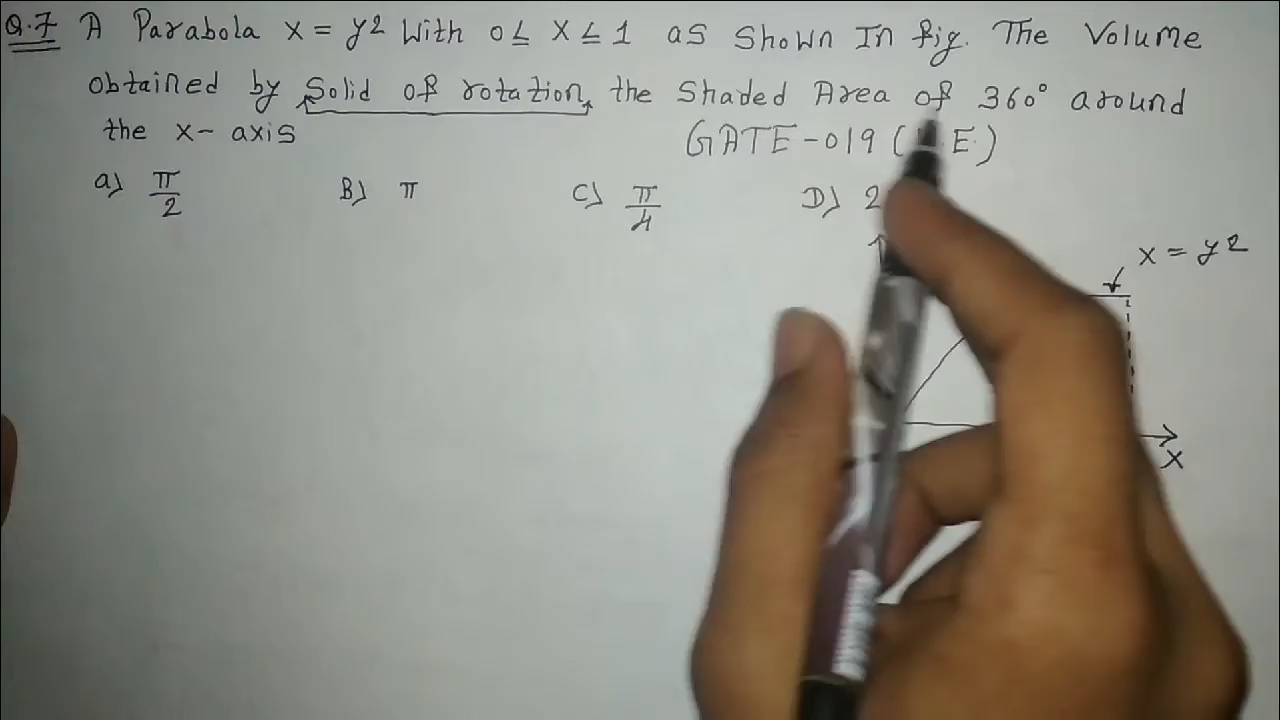 Q.7 A Parabola x = y2 With 0 ≤ x ≤ 1 as Shown In fig. The Volume
obtained by Solid of rotation, the Shaded Area of 360° around
the x- axis
GATE-019 ( E.)
a) π/2 B) π C) π/4 D) 2
x = y2
x